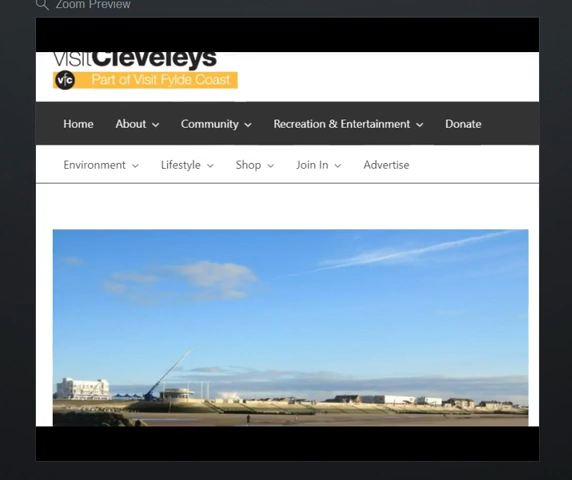 Zoom Preview
visitCleveleys
vfc Part of Visit Fylde Coast
Home About Community Recreation & Entertainment Donate
Environment Lifestyle Shop Join In Advertise